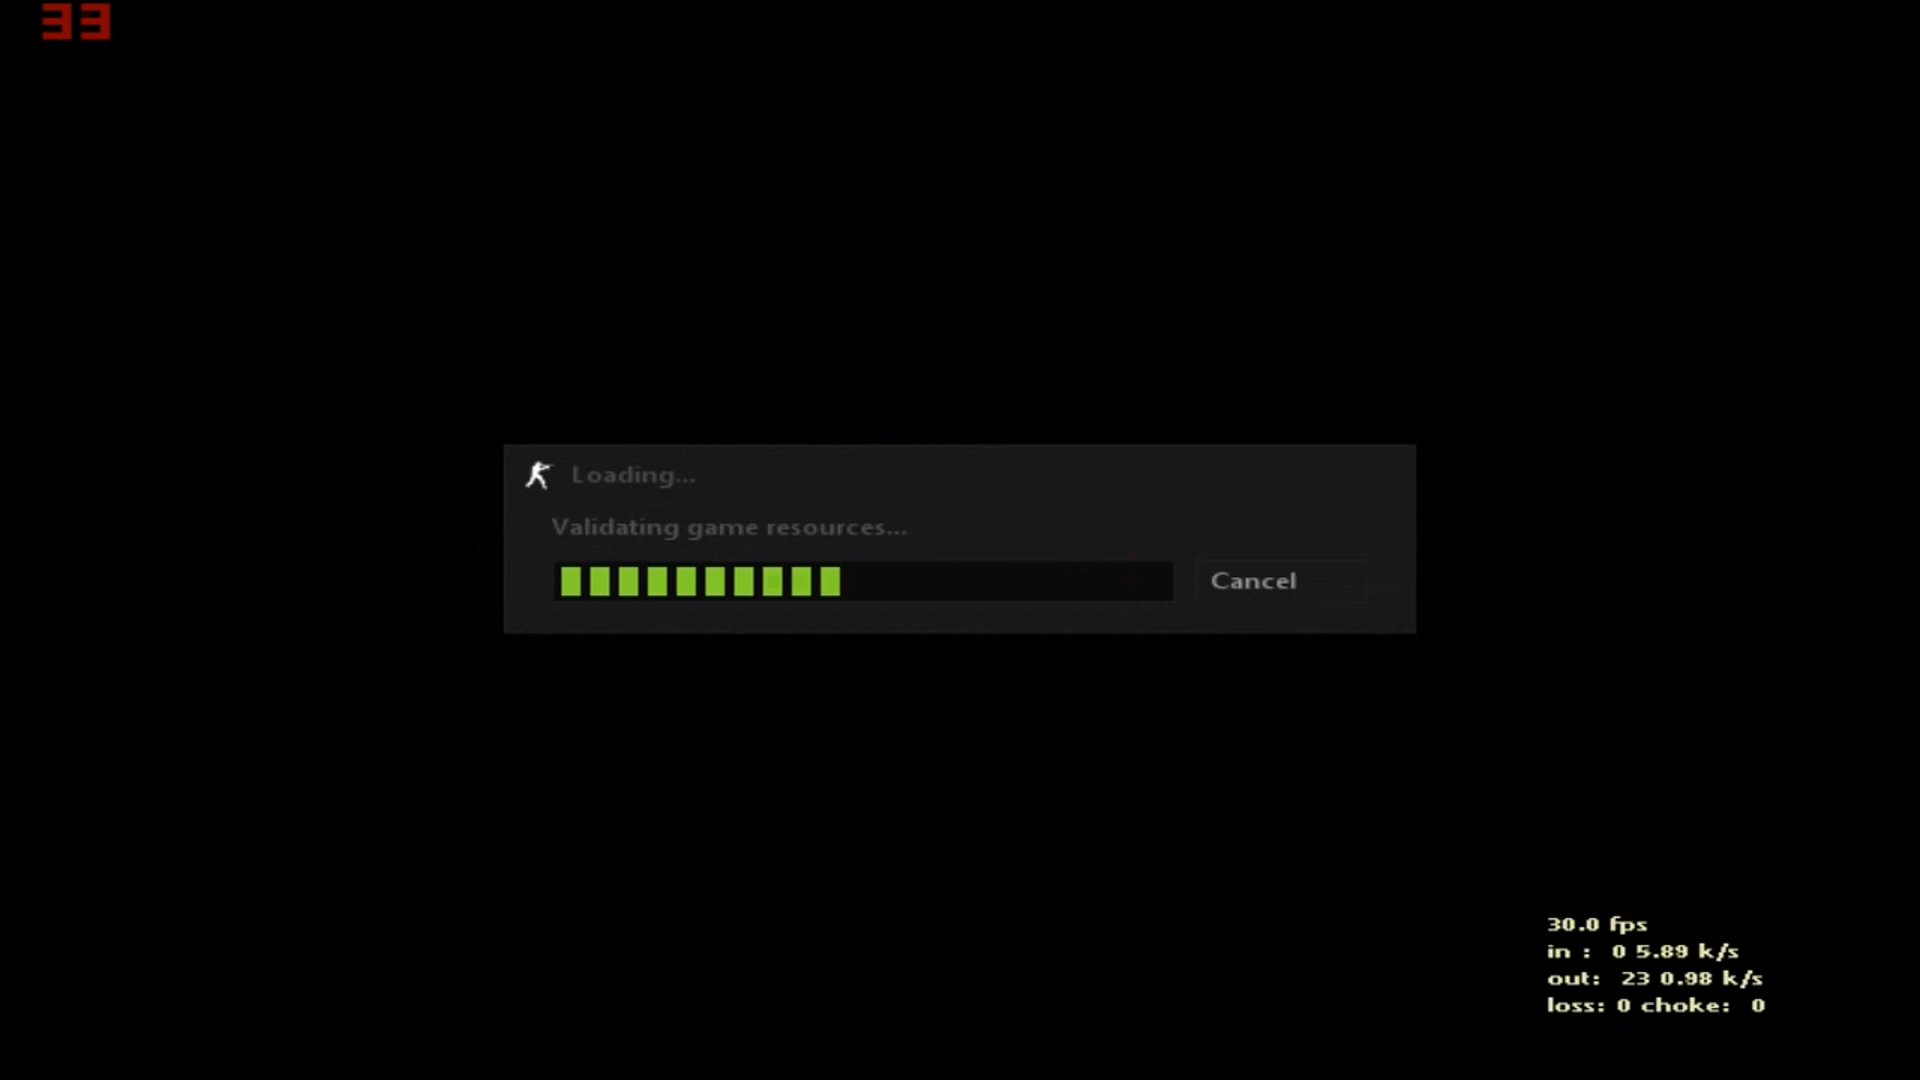 33
Loading...
Validating game resources...
Cancel
30.0 fps
in :  0 5.89 k/s
out:  23 0.98 k/s
loss: 0 choke:  0